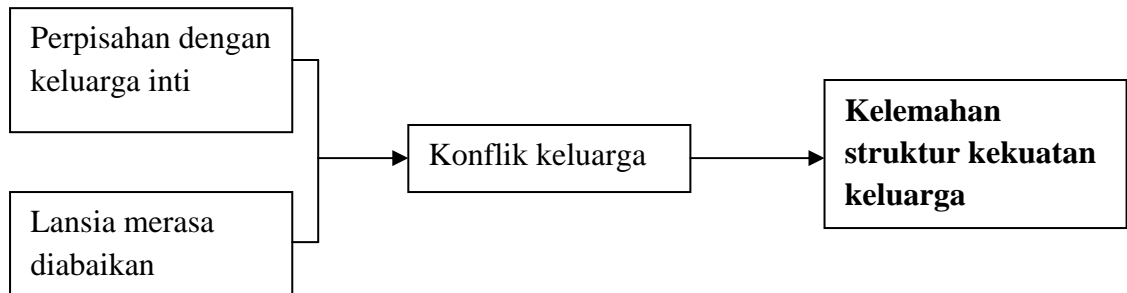 Perpisahan dengan
keluarga inti
Lansia merasa
diabaikan
Konflik keluarga
Kelemahan
struktur kekuatan
keluarga